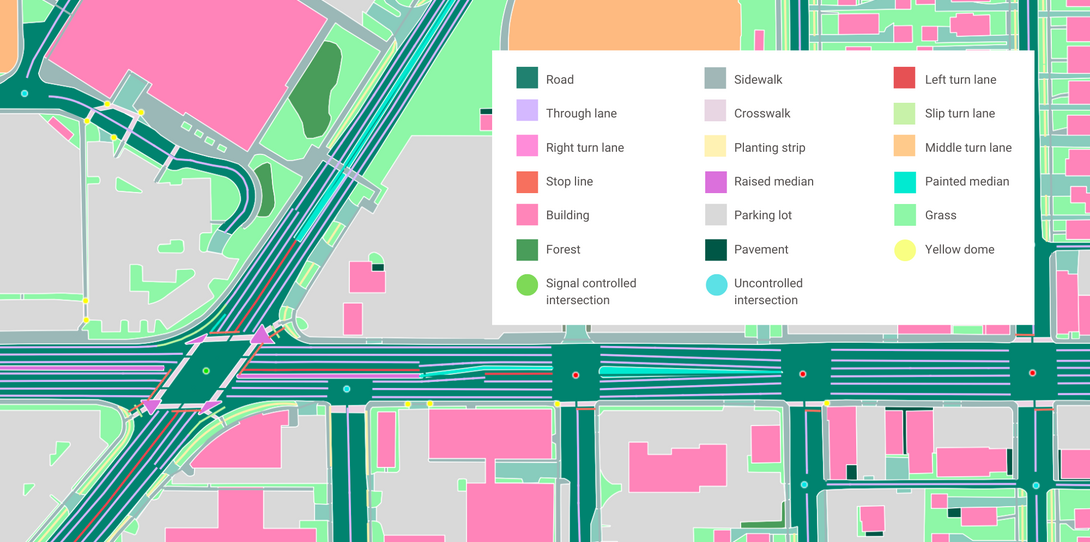 Road
Sidewalk
Left turn lane
Through lane
Crosswalk
Slip turn lane
Right turn lane
Planting strip
Middle turn lane
Stop line
Raised median
Painted median
Building
Parking lot
Grass
Forest
Pavement
Yellow dome
Signal controlled
intersection
Uncontrolled
intersection